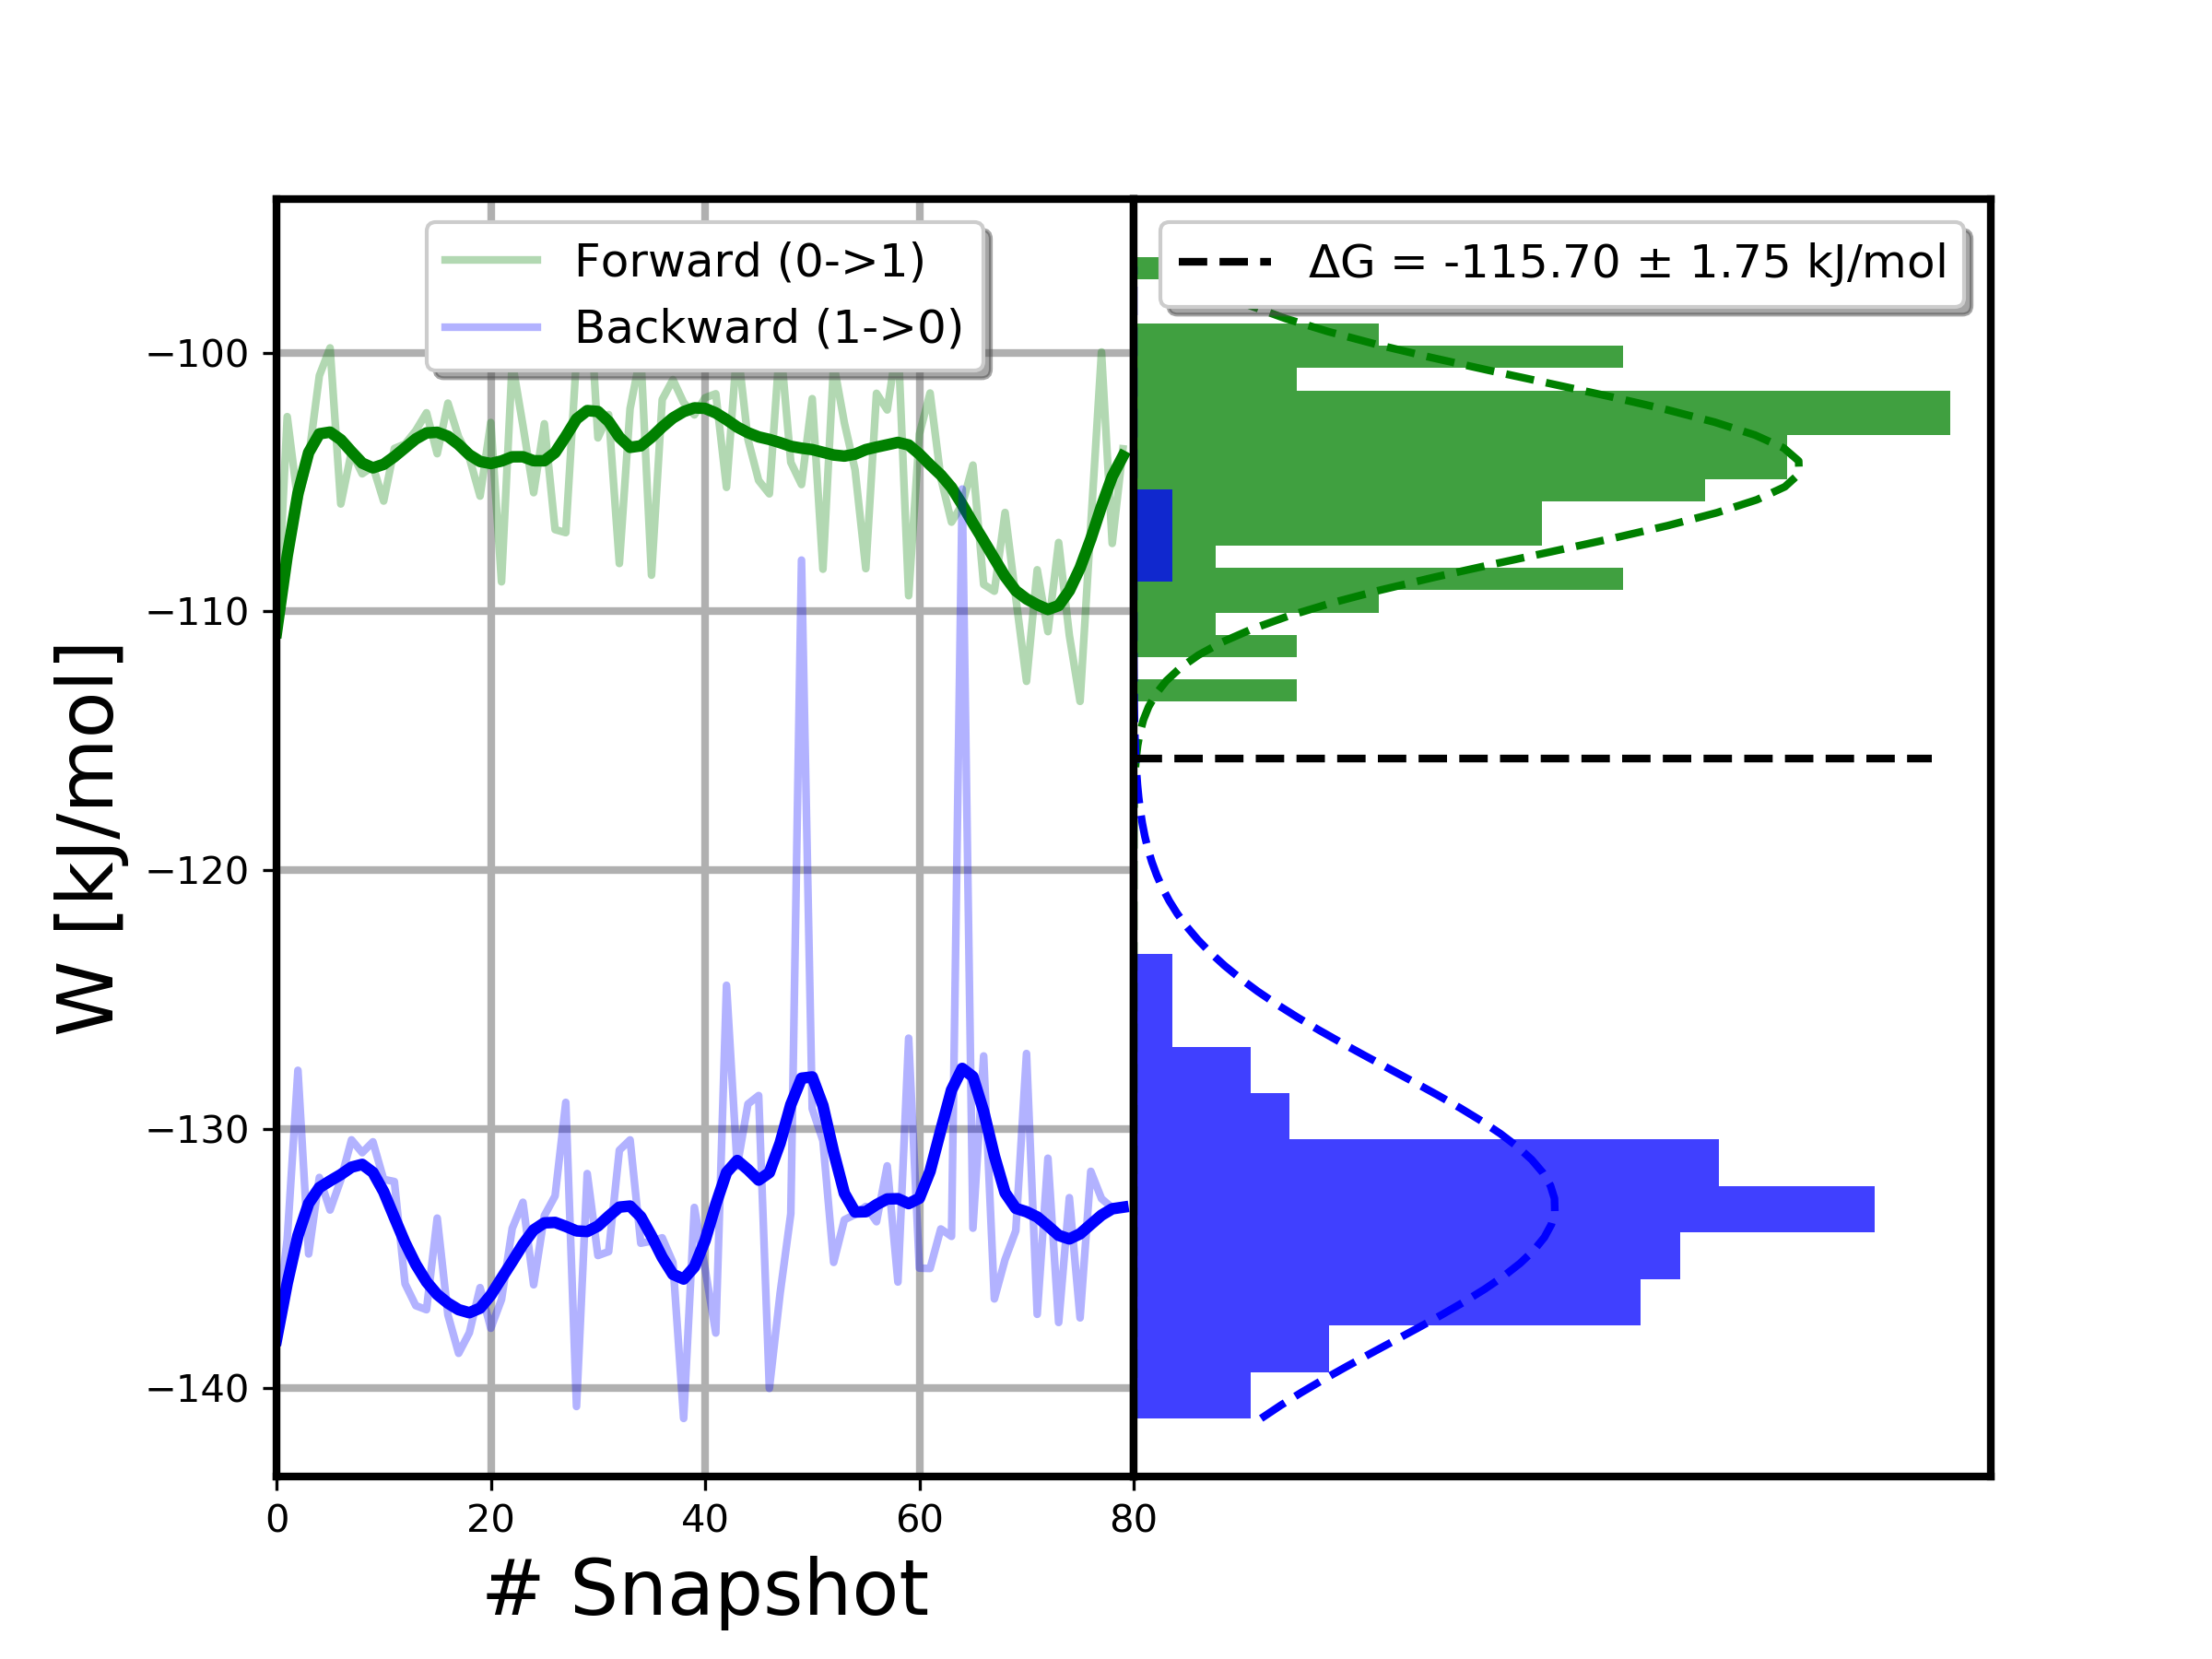 Forward (0->1)
Backward (1->0)
ΔG = -115.70 ± 1.75 kJ/mol
W [kJ/mol]
−100
−110
−120
−130
−140
0 20 40 60 80
# Snapshot